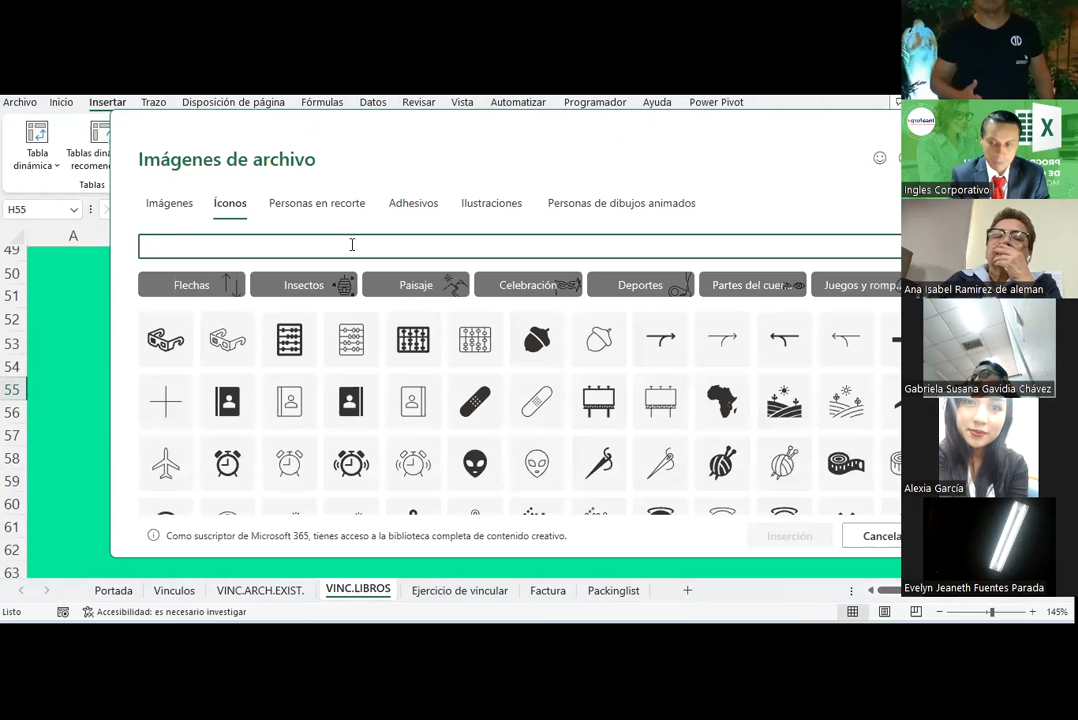 Archivo Inicio Insertar Trazo Disposición de página Fórmulas Datos Revisar Vista Automatizar Programador Ayuda Power Pivot
Tabla dinámica
Tablas diná recomen
Tablas
H55
A
49
50
51
52
53
54
55
56
57
58
59
60
61
62
63
Imágenes de archivo
Imágenes Íconos Personas en recorte Adhesivos Ilustraciones Personas de dibujos animados
Flechas Insectos Paisaje Celebración Deportes Partes del cuer... Juegos y romp
Como suscriptor de Microsoft 365, tienes acceso a la biblioteca completa de contenido creativo.
Inserción Cancela
Portada Vinculos VINC.ARCH.EXIST. VINC.LIBROS Ejercicio de vincular Factura Packinglist
Listo Accesibilidad: es necesario investigar 145%
Ingles Corporativo
Ana Isabel Ramirez de aleman
Gabriela Susana Gavidia Chávez
Alexia García
Evelyn Jeaneth Fuentes Parada